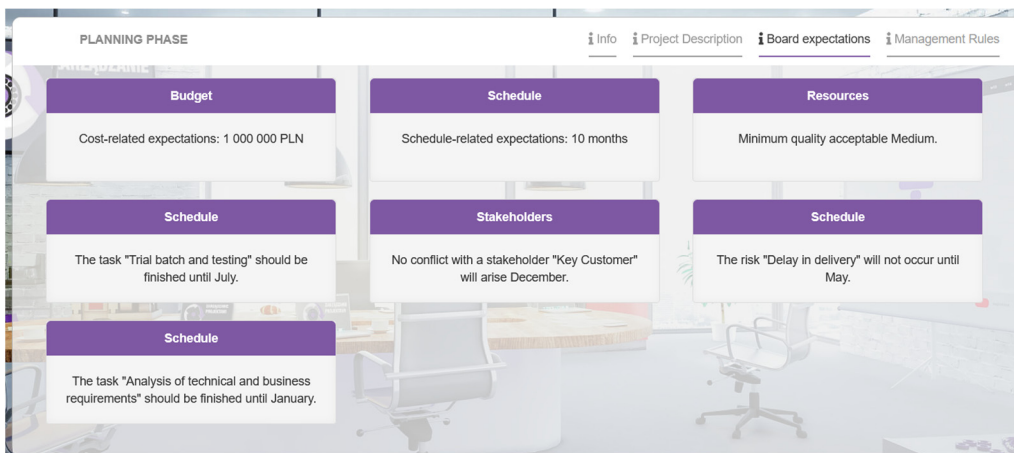 PLANNING PHASE
Info
Project Description
Board expectations
Management Rules
Budget
Cost-related expectations: 1 000 000 PLN
Schedule
Schedule-related expectations: 10 months
Resources
Minimum quality acceptable Medium.
Schedule
The task "Trial batch and testing" should be
finished until July.
Stakeholders
No conflict with a stakeholder "Key Customer"
will arise December.
Schedule
The risk "Delay in delivery" will not occur until
May.
Schedule
The task "Analysis of technical and business
requirements" should be finished until January.